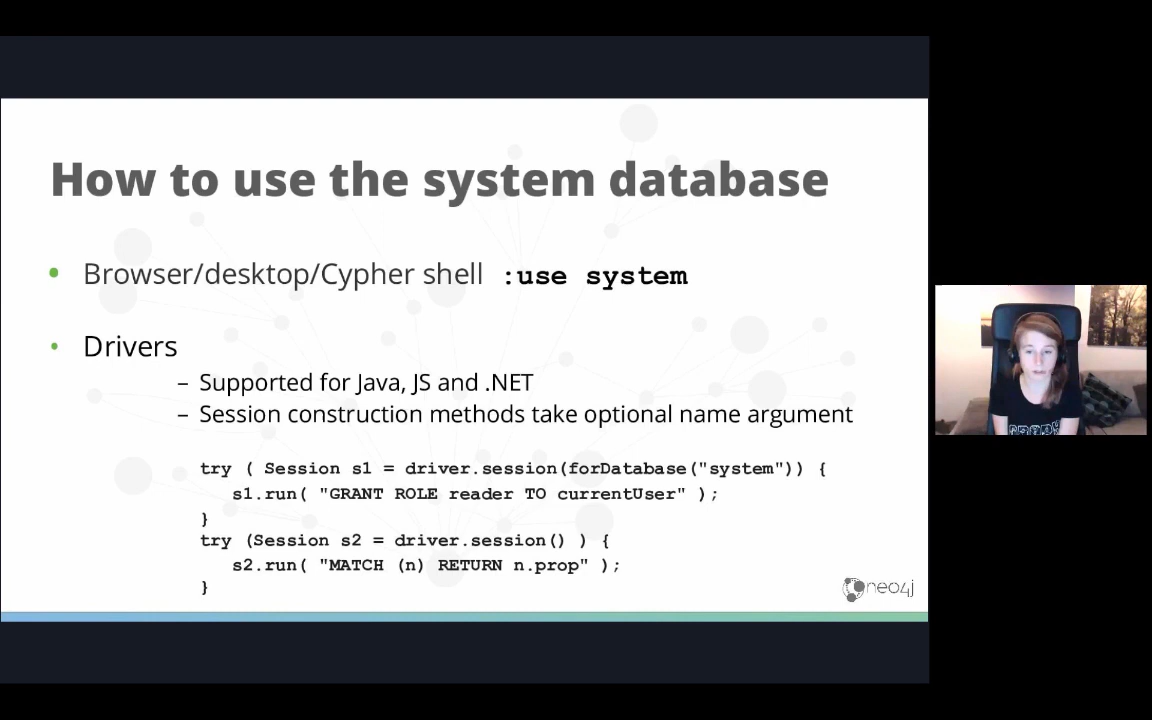 How to use the system database
• Browser/desktop/Cypher shell :use system
• Drivers
– Supported for Java, JS and .NET
– Session construction methods take optional name argument
try ( Session s1 = driver.session(forDatabase("system")) {
s1.run( "GRANT ROLE reader TO currentUser" );
}
try (Session s2 = driver.session() ) {
s2.run( "MATCH (n) RETURN n.prop" );
}
neo4j